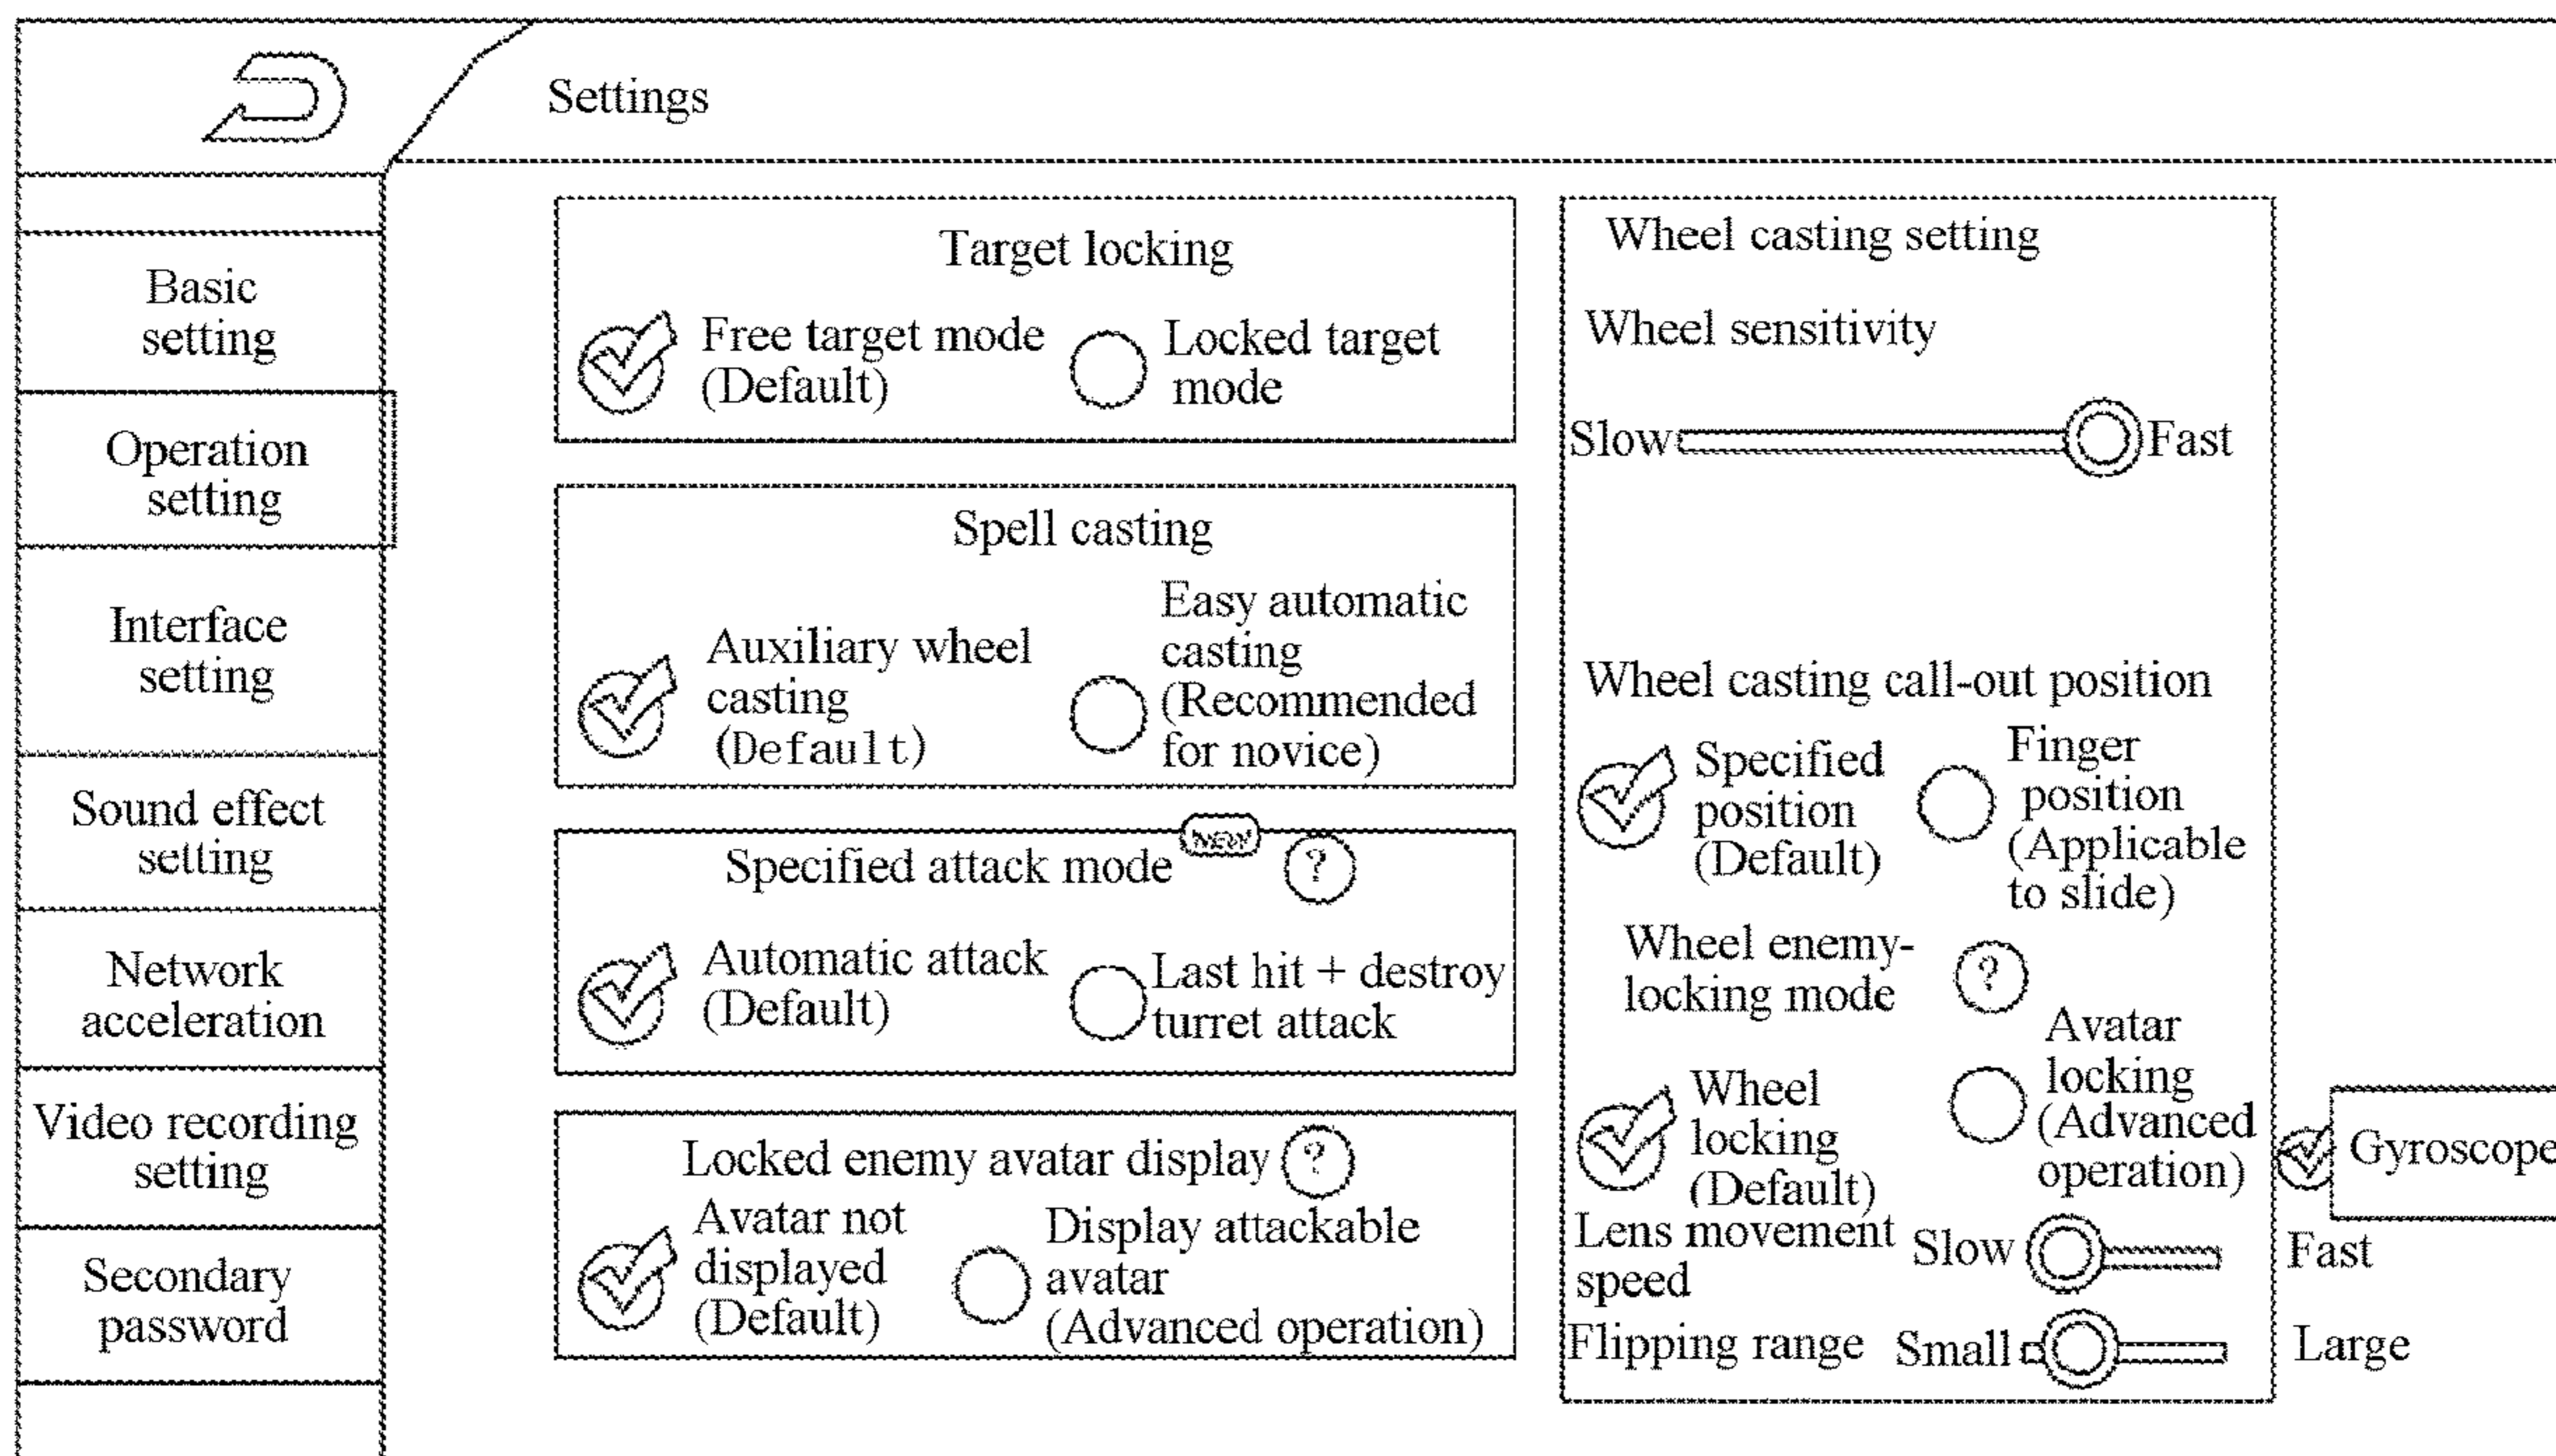 Settings
Basic
setting
Operation
setting
Interface
setting
Sound effect
setting
Network
acceleration
Video recording
setting
Secondary
password
Target locking
Free target mode
(Default)
Locked target
mode
Spell casting
Auxiliary wheel
casting
(Default)
Easy automatic
casting
(Recommended
for novice)
Specified attack mode
NEW
?
Automatic attack
(Default)
Last hit + destroy
turret attack
Locked enemy avatar display ?
Avatar not
displayed
(Default)
Display attackable
avatar
(Advanced operation)
Wheel casting setting
Wheel sensitivity
Slow Fast
Wheel casting call-out position
Specified
position
(Default)
Finger
position
(Applicable
to slide)
Wheel enemy-
locking mode
?
Wheel
locking
(Default)
Avatar
locking
(Advanced
operation)
Gyroscope
Lens movement
speed
Slow Fast
Flipping range Small Large